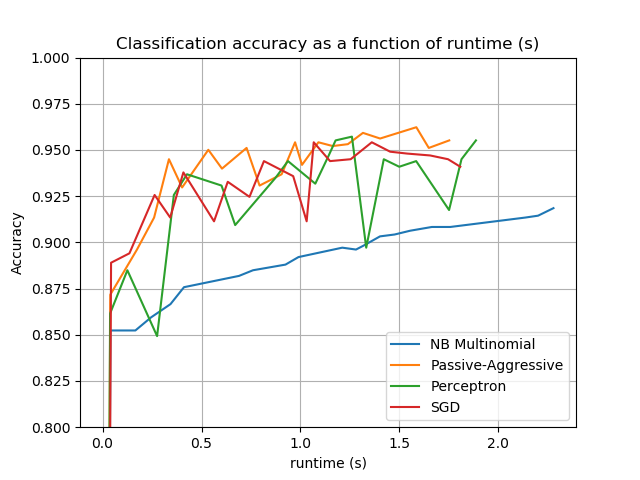 Classification accuracy as a function of runtime (s)
1.000
0.975
0.950
0.925
0.900
0.875
0.850
0.825
0.800
Accuracy
0.0 0.5 1.0 1.5 2.0
runtime (s)
NB Multinomial
Passive-Aggressive
Perceptron
SGD